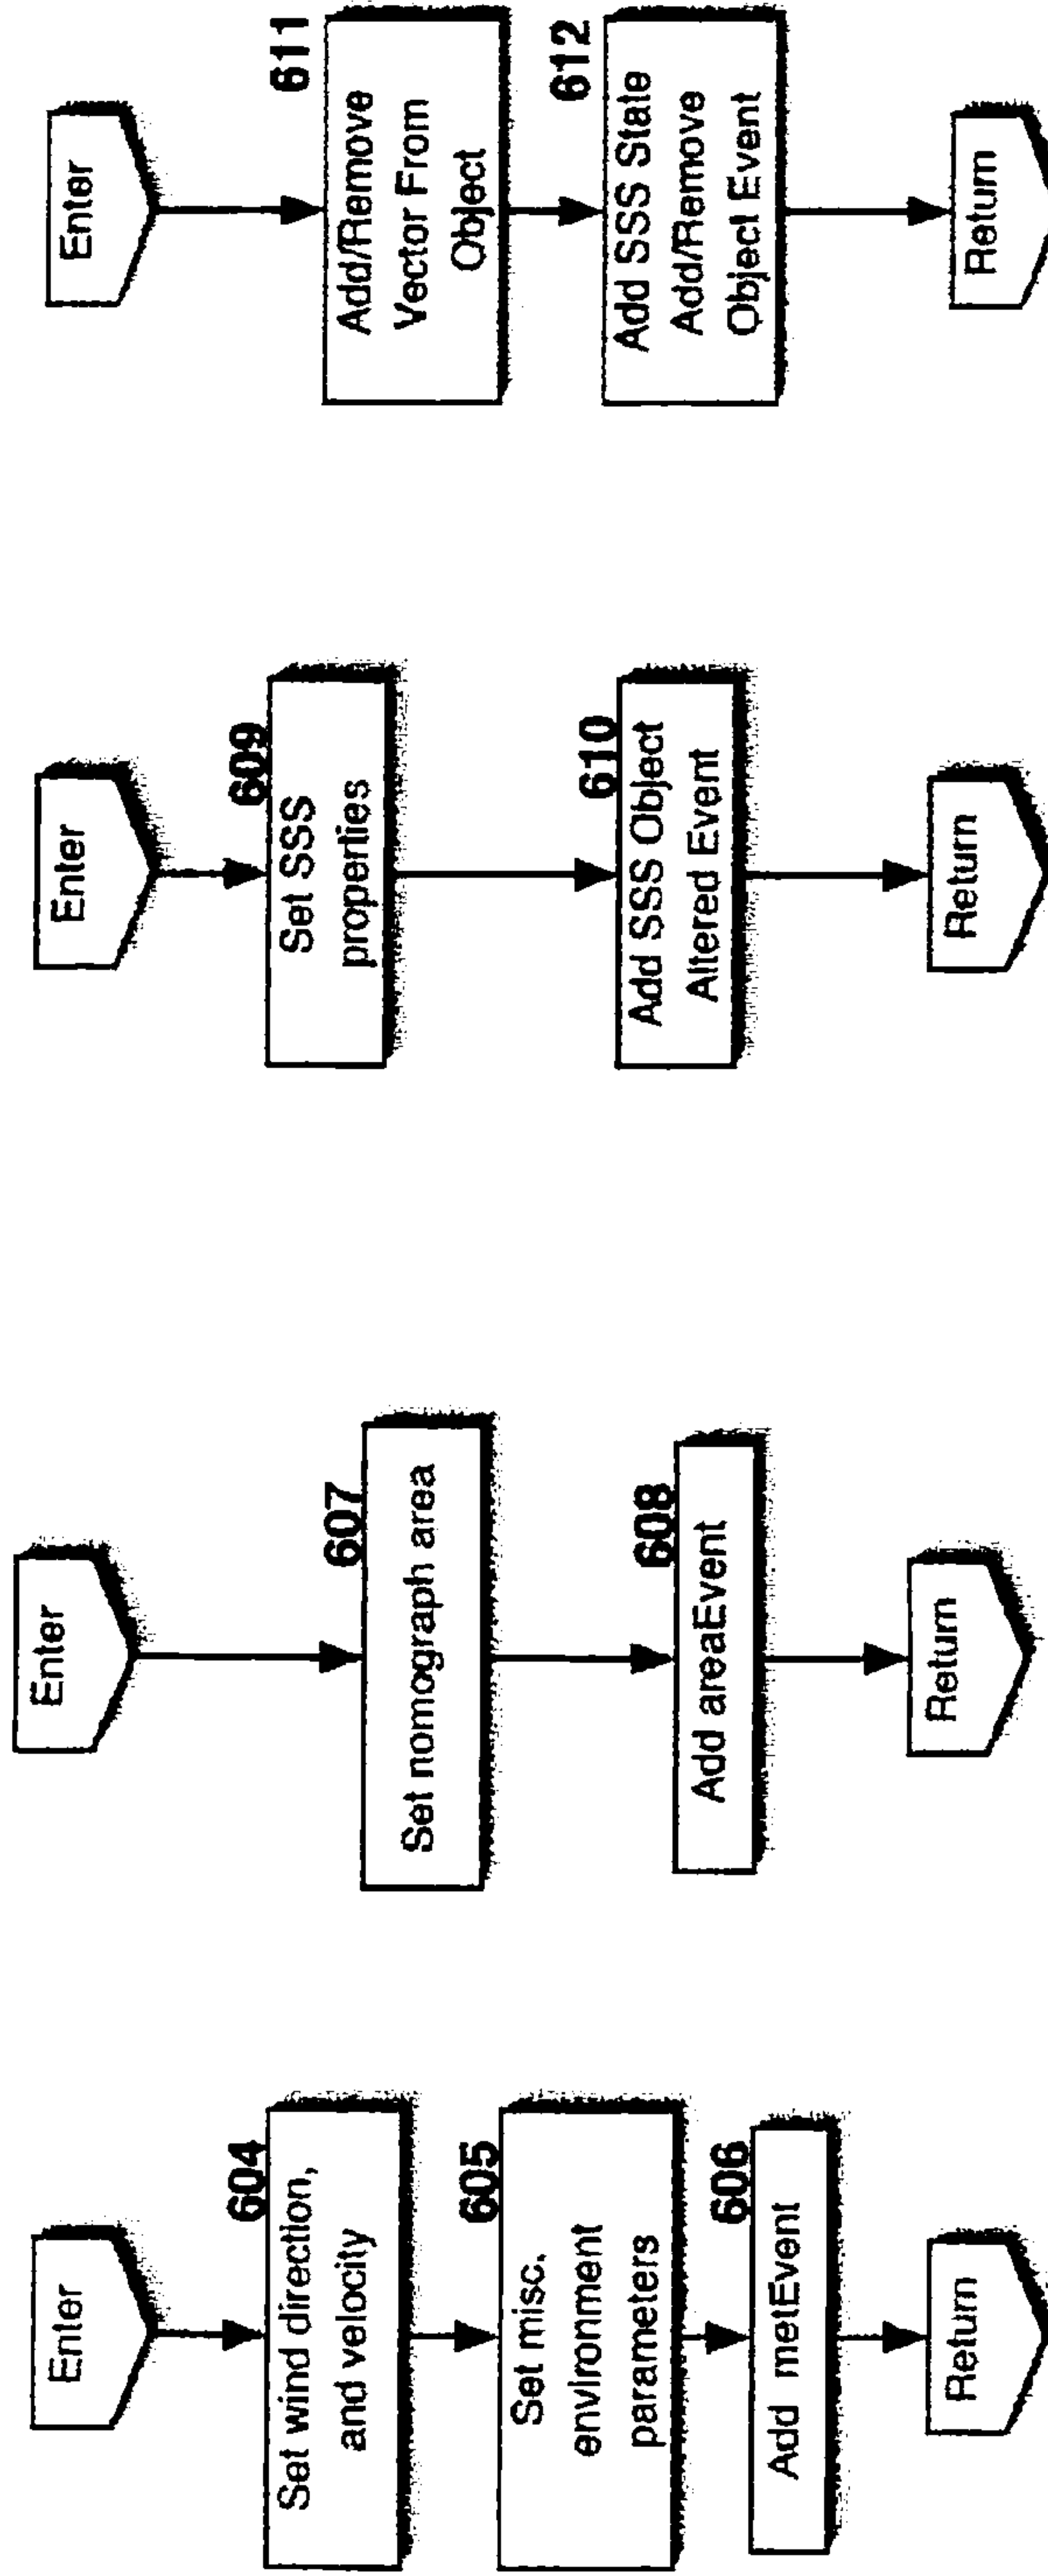 Enter
604
Set wind direction,
and velocity
605
Set misc.
environment
parameters
606
Add metEvent
Return
Enter
607
Set nomograph area
608
Add areaEvent
Return
Enter
609
Set SSS
properties
610
Add SSS Object
Altered Event
Return
Enter
611
Add/Remove
Vector From
Object
612
Add SSS State
Add/Remove
Object Event
Return